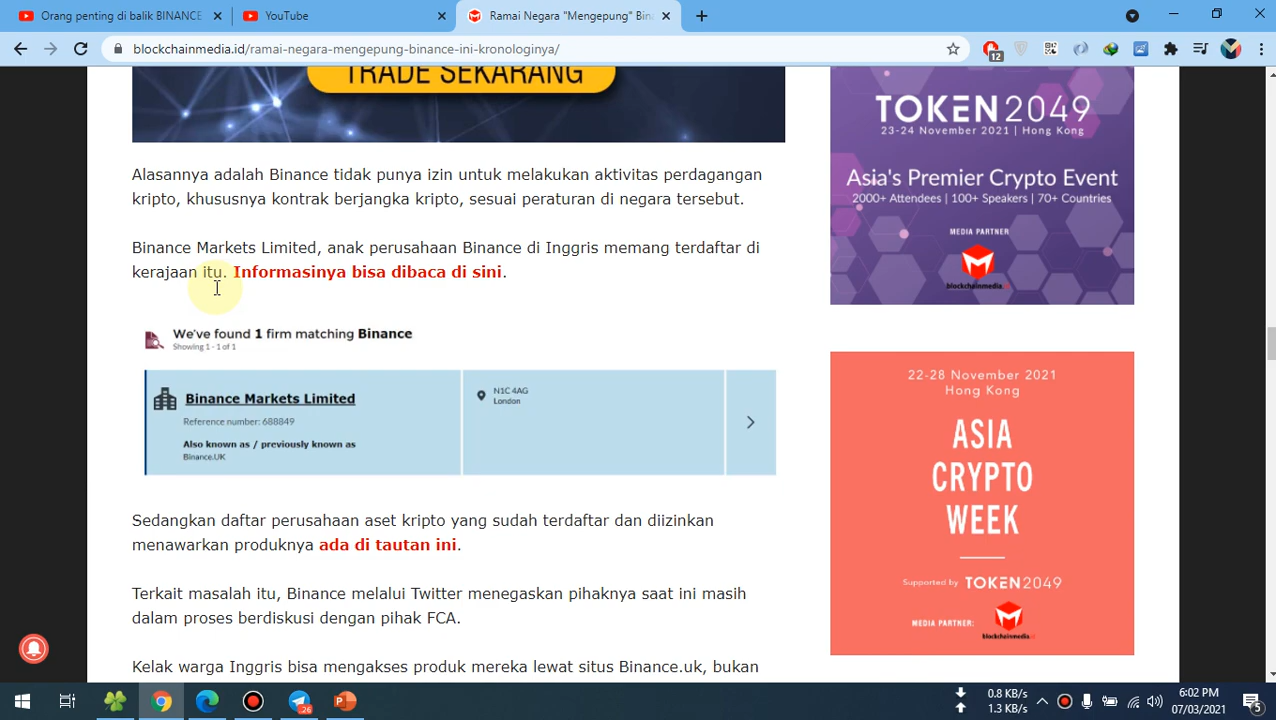 Orang penting di balik BINANCE
YouTube
Ramai Negara "Mengepung" Bin
blockchainmedia.id/ramai-negara-mengepung-binance-ini-kronologinya/
12
TRADE SEKARANG
Alasannya adalah Binance tidak punya izin untuk melakukan aktivitas perdagangan
kripto, khususnya kontrak berjangka kripto, sesuai peraturan di negara tersebut.
Binance Markets Limited, anak perusahaan Binance di Inggris memang terdaftar di
kerajaan itu. Informasinya bisa dibaca di sini.
We've found 1 firm matching Binance
Showing 1 - 1 of 1
Binance Markets Limited
Reference number: 688849
Also known as / previously known as
Binance.UK
N1C 4AG
London
Sedangkan daftar perusahaan aset kripto yang sudah terdaftar dan diizinkan
menawarkan produknya ada di tautan ini.
Terkait masalah itu, Binance melalui Twitter menegaskan pihaknya saat ini masih
dalam proses berdiskusi dengan pihak FCA.
Kelak warga Inggris bisa mengakses produk mereka lewat situs Binance.uk, bukan
TOKEN2049
23-24 November 2021 | Hong Kong
Asia's Premier Crypto Event
2000+ Attendees | 100+ Speakers | 70+ Countries
MEDIA PARTNER
blockchainmedia.id
22-28 November 2021
Hong Kong
ASIA
CRYPTO
WEEK
Supported by TOKEN2049
MEDIA PARTNER:
blockchainmedia.id
26
0.8 KB/s
1.3 KB/s
6:02 PM
07/03/2021
5